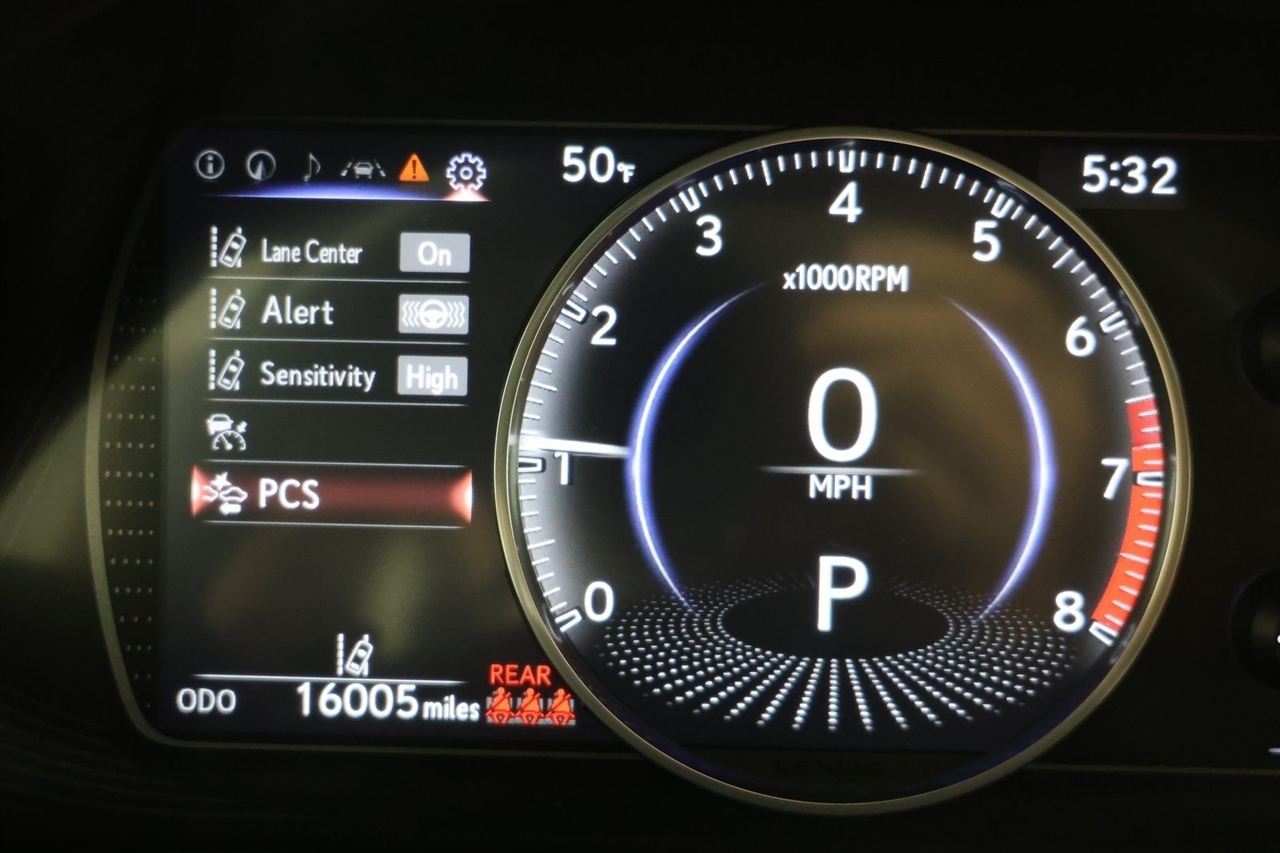 50°F
5:32
Lane Center On
Alert
Sensitivity High
PCS
ODO 16005 miles
REAR
0
1
2
3
4
5
6
7
8
x1000RPM
0
MPH
P
LEXUS